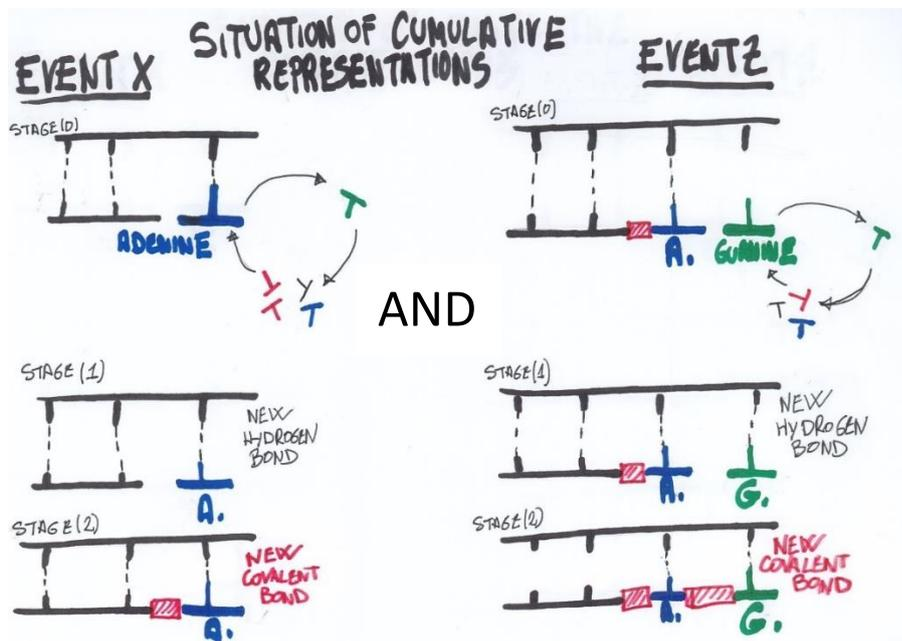 SITUATION OF CUMULATIVE
REPRESENTATIONS
EVENT X
STAGE(0)
ADENINE
T
T
T
Y
T
STAGE (1)
NEW
HYDROGEN
BOND
A.
STAGE(2)
NEW
COVALENT
BOND
A.
AND
EVENT Z
STAGE(0)
A.
GUANINE
T
T
T
T
STAGE(1)
NEW
HYDROGEN
BOND
A.
G.
STAGE(2)
NEW
COVALENT
BOND
A.
G.